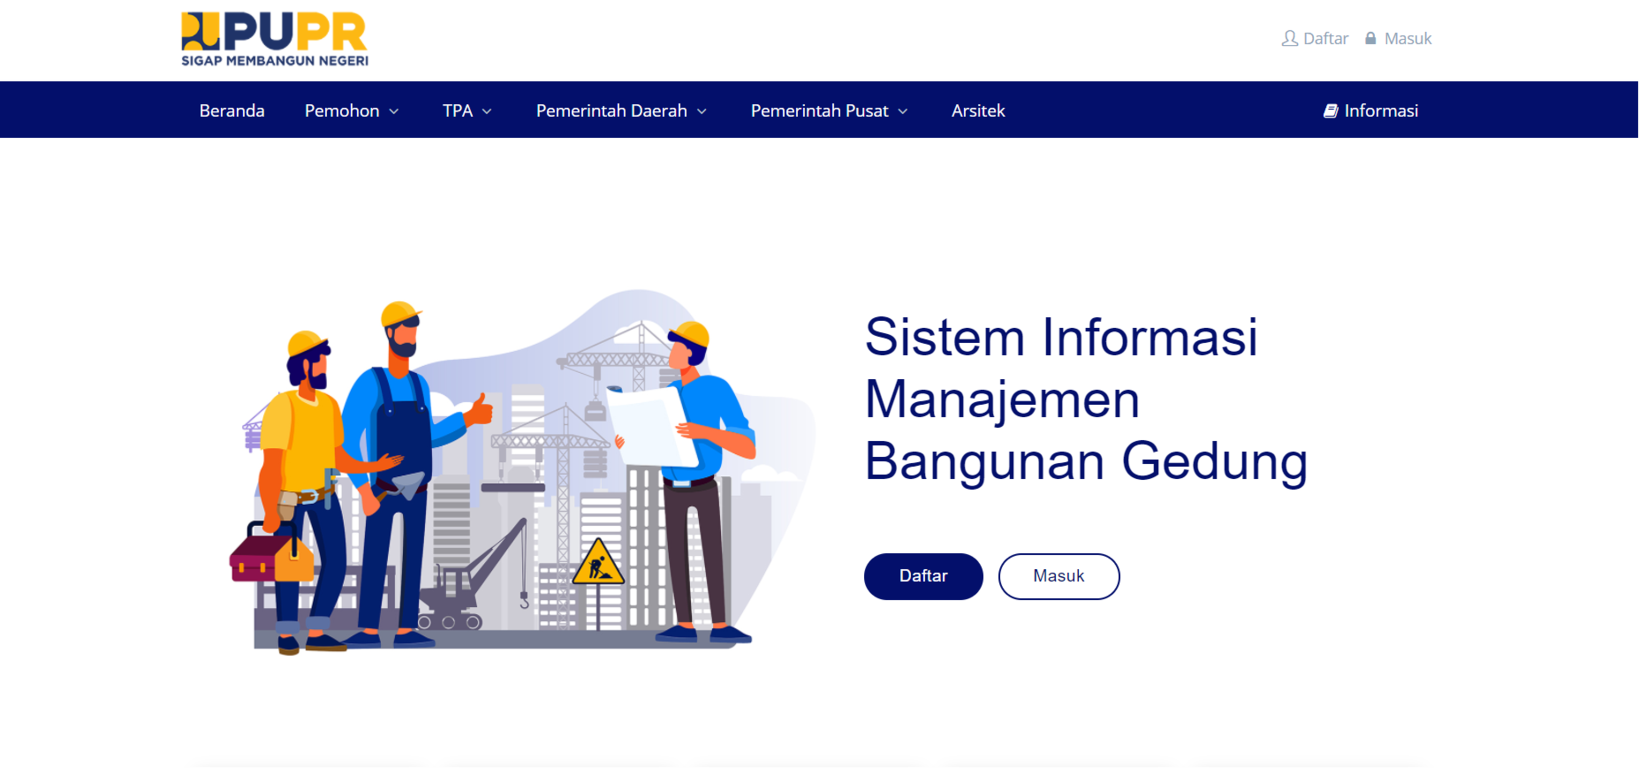 PUPR
SIGAP MEMBANGUN NEGERI
Daftar Masuk
Beranda Pemohon TPA Pemerintah Daerah Pemerintah Pusat Arsitek Informasi
Sistem Informasi
Manajemen
Bangunan Gedung
Daftar Masuk